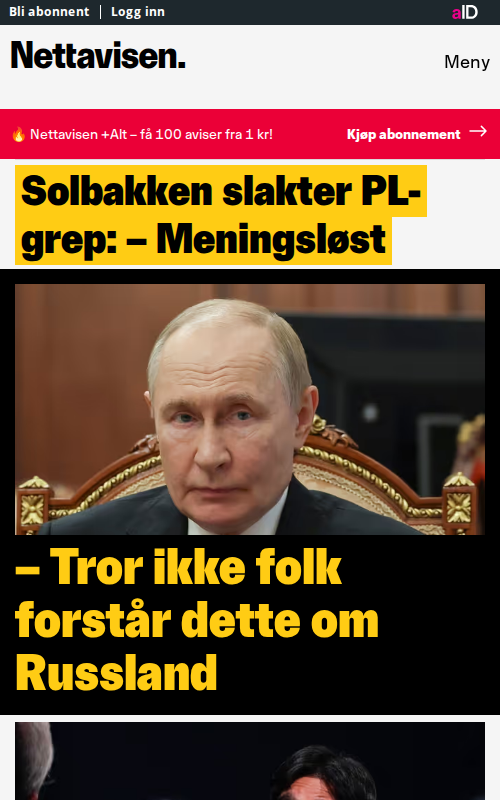 Bli abonnent Logg inn aID
Nettavisen.
Meny
🔥 Nettavisen +Alt – få 100 aviser fra 1 kr! Kjøp abonnement →
Solbakken slakter PL-
grep: – Meningsløst
– Tror ikke folk
forstår dette om
Russland